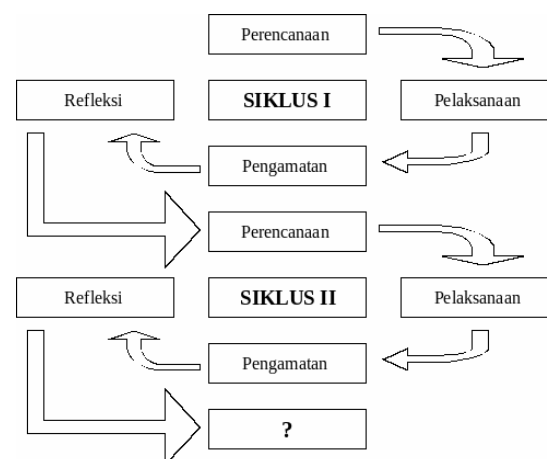 Perencanaan
Refleksi
SIKLUS I
Pelaksanaan
Pengamatan
Perencanaan
Refleksi
SIKLUS II
Pelaksanaan
Pengamatan
?